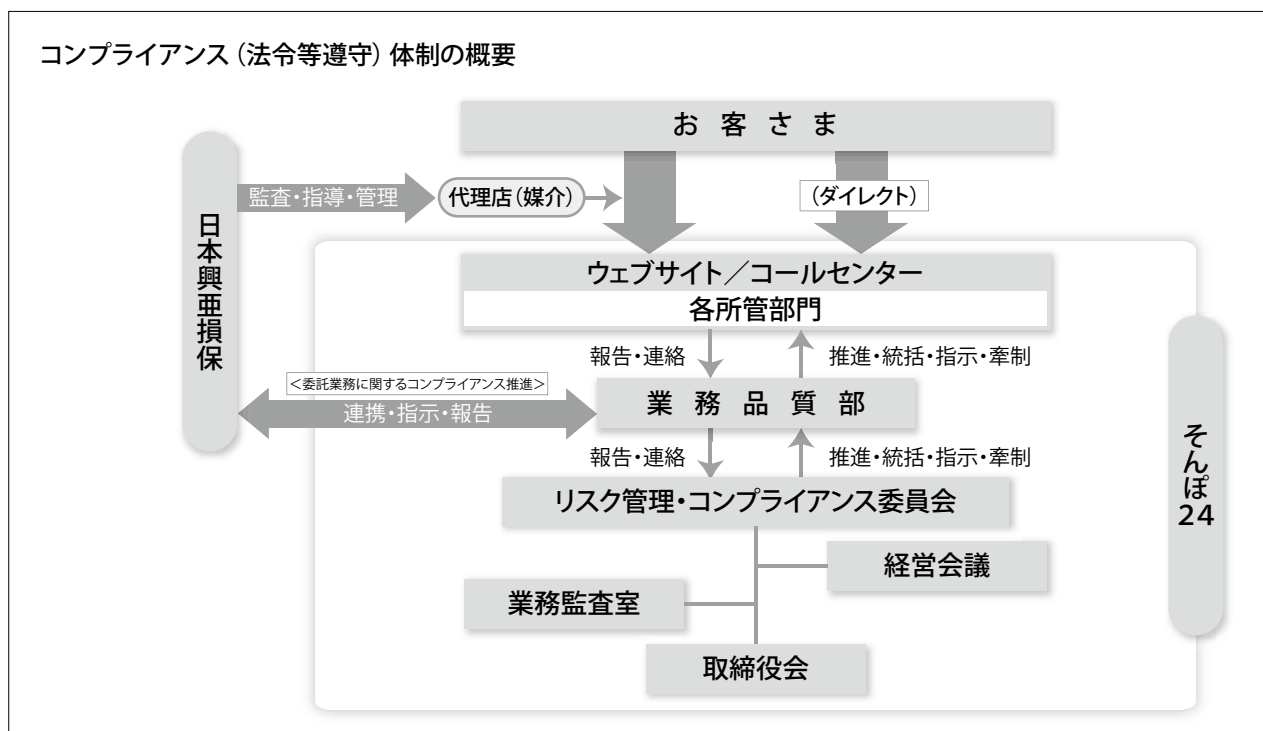 コンプライアンス（法令等遵守）体制の概要
お客さま
日本興亜損保
監査・指導・管理
代理店（媒介）
（ダイレクト）
ウェブサイト／コールセンター
各所管部門
報告・連絡
推進・統括・指示・牽制
＜委託業務に関するコンプライアンス推進＞
連携・指示・報告
業務品質部
報告・連絡
推進・統括・指示・牽制
リスク管理・コンプライアンス委員会
経営会議
業務監査室
取締役会
そんぽ24